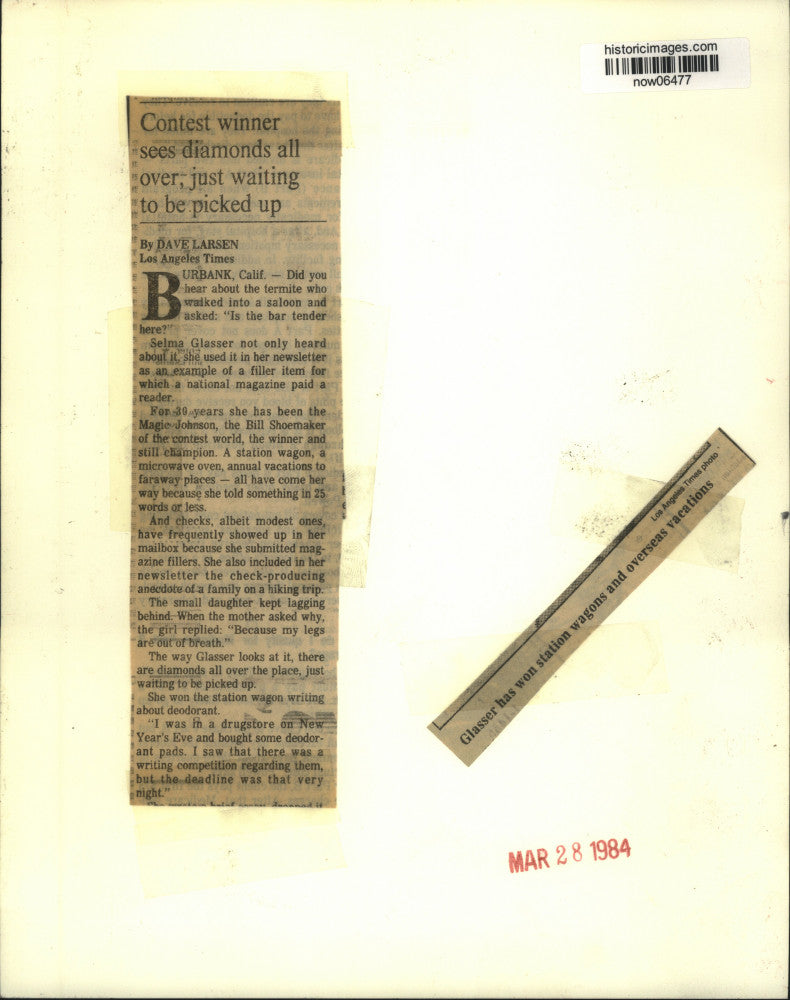 historicimages.com
now06477
Contest winner
sees diamonds all
over, just waiting
to be picked up
By DAVE LARSEN
Los Angeles Times
BURBANK, Calif. — Did you
hear about the termite who
walked into a saloon and
asked: “Is the bar tender
here?”
Selma Glasser not only heard
about it, she used it in her newsletter
as an example of a filler item for
which a national magazine paid a
reader.
For 30 years she has been the
Magic Johnson, the Bill Shoemaker
of the contest world, the winner and
still champion. A station wagon, a
microwave oven, annual vacations to
faraway places — all have come her
way because she told something in 25
words or less.
And checks, albeit modest ones,
have frequently showed up in her
mailbox because she submitted mag-
azine fillers. She also included in her
newsletter the check-producing
anecdote of a family on a hiking trip.
The small daughter kept lagging
behind. When the mother asked why,
the girl replied: “Because my legs
are out of breath.”
The way Glasser looks at it, there
are diamonds all over the place, just
waiting to be picked up.
She won the station wagon writing
about deodorant.
“I was in a drugstore on New
Year's Eve and bought some deodor-
ant pads. I saw that there was a
writing competition regarding them,
but the deadline was that very
night.”
Los Angeles Times photo
Glasser has won station wagons and overseas vacations
MAR 28 1984